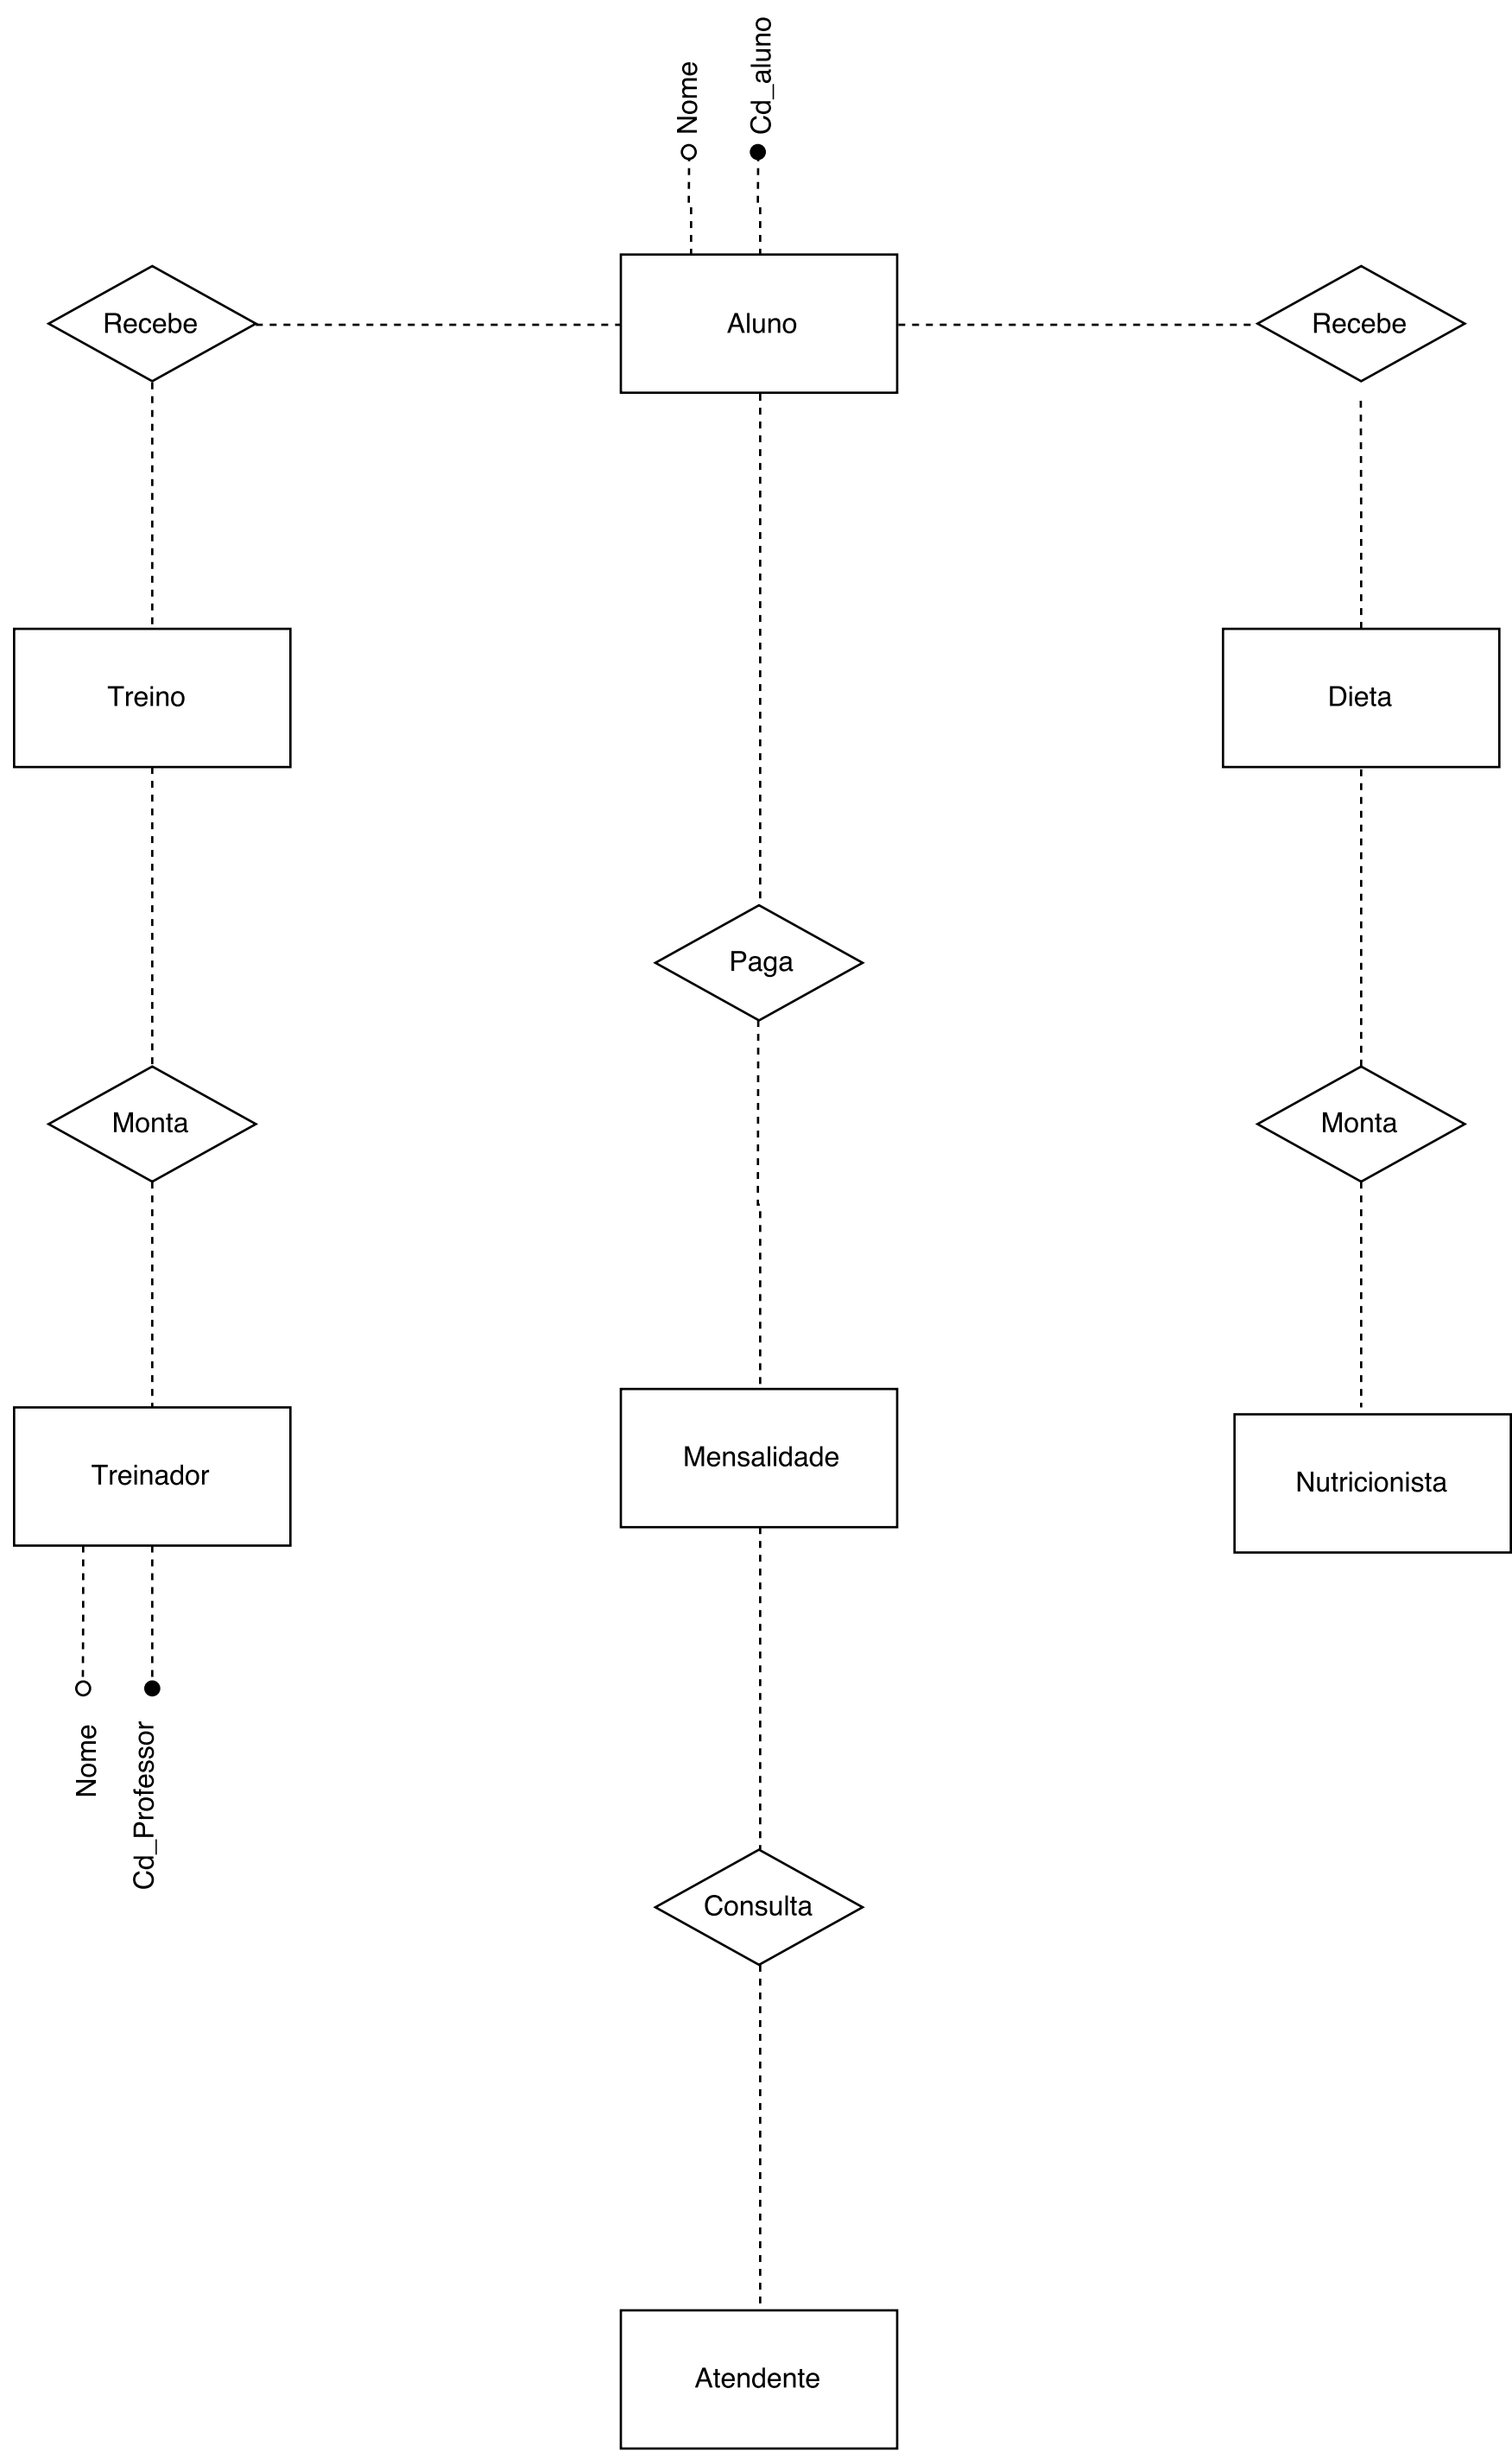 Nome
Cd_aluno
Recebe
Aluno
Recebe
Treino
Dieta
Paga
Monta
Monta
Mensalidade
Treinador
Nutricionista
Nome
Cd_Professor
Consulta
Atendente